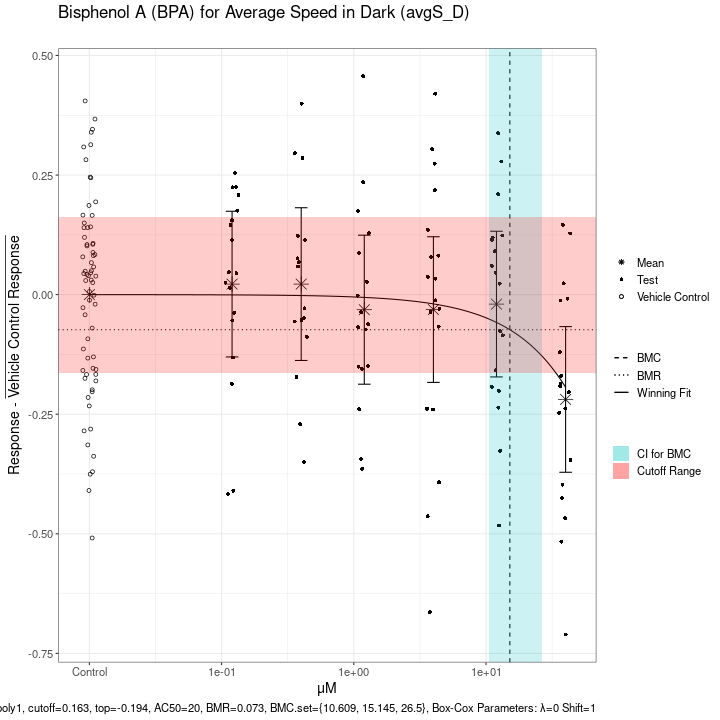 Bisphenol A (BPA) for Average Speed in Dark (avgS_D)
Response - Vehicle Control Response
0.50
0.25
0.00
-0.25
-0.50
-0.75
Control
1e-01
1e+00
1e+01
µM
Mean
Test
Vehicle Control
BMC
BMR
Winning Fit
CI for BMC
Cutoff Range
poly1, cutoff=0.163, top=-0.194, AC50=20, BMR=0.073, BMC.set={10.609, 15.145, 26.5}, Box-Cox Parameters: λ=0 Shift=1